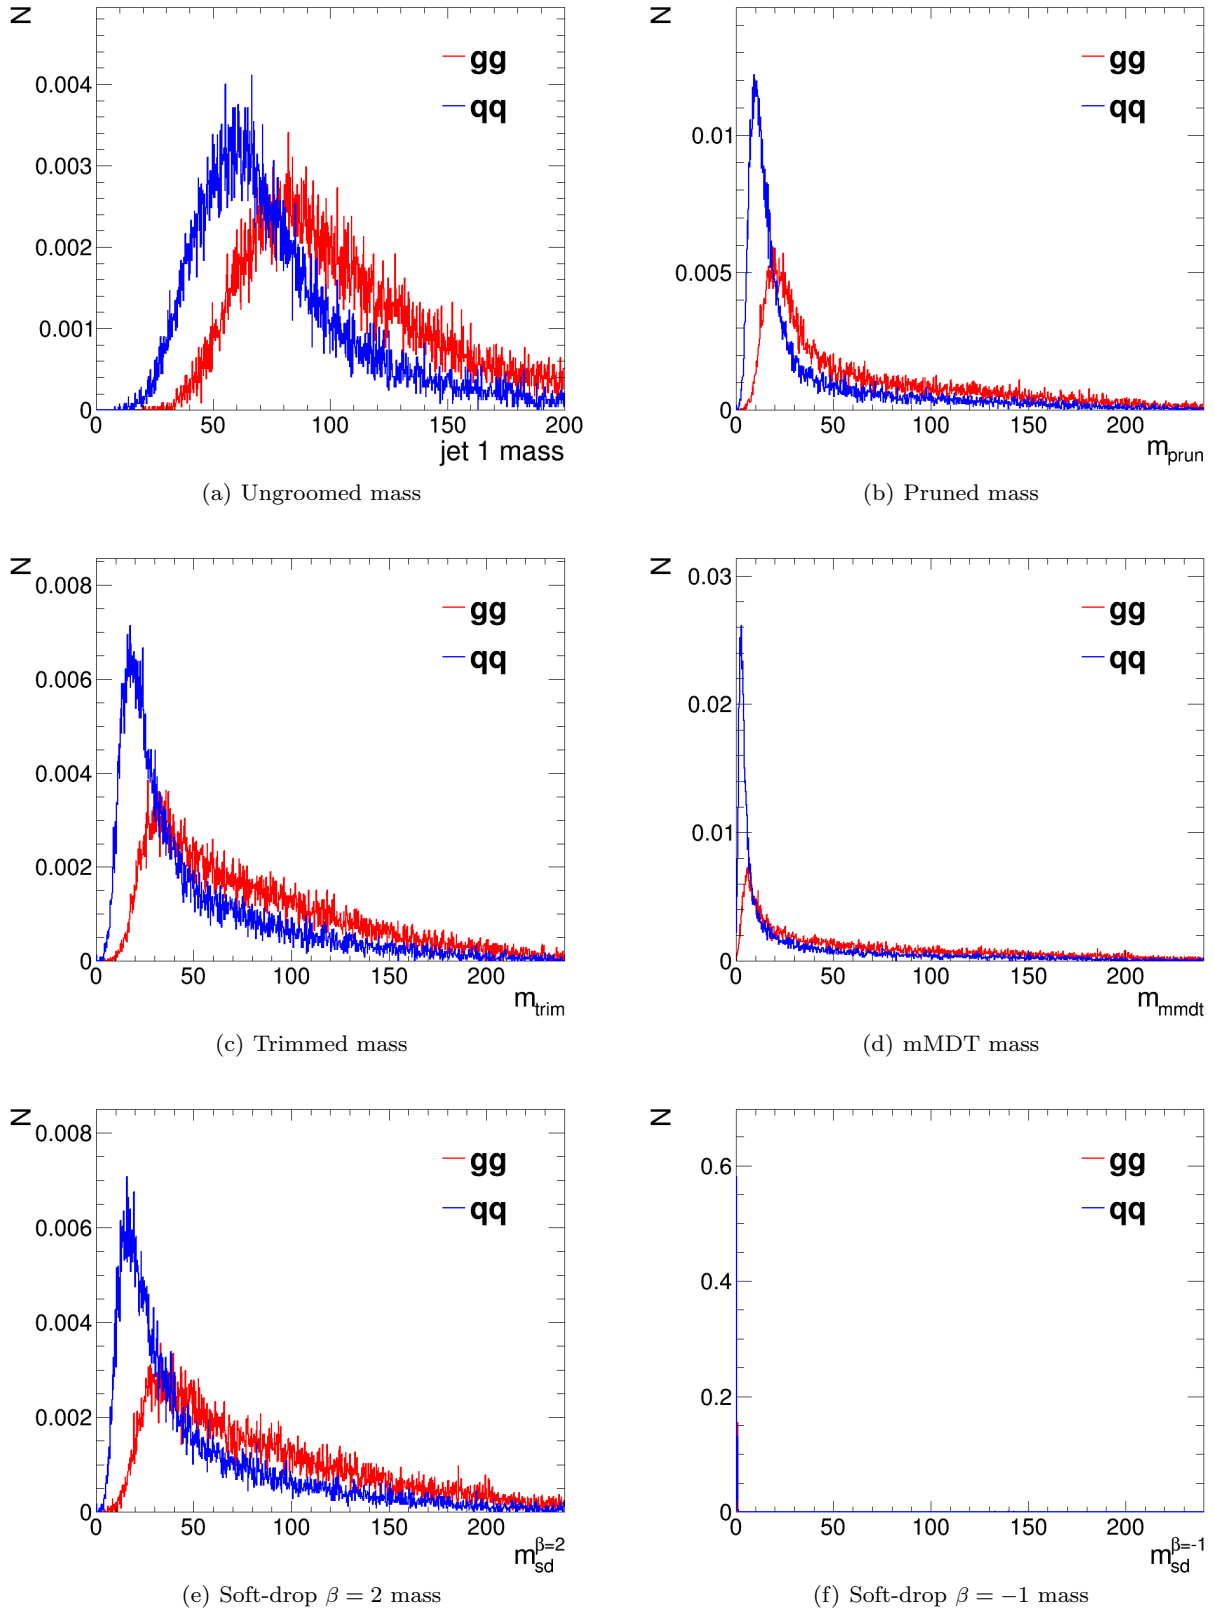 N
gg
qq
0.004
0.003
0.002
0.001
0
0 50 100 150 200
jet 1 mass
(a) Ungroomed mass
N
gg
qq
0.01
0.005
0
0 50 100 150 200
m_prun
(b) Pruned mass
N
gg
qq
0.008
0.006
0.004
0.002
0
0 50 100 150 200
m_trim
(c) Trimmed mass
N
gg
qq
0.03
0.02
0.01
0
0 50 100 150 200
m_mmdt
(d) mMDT mass
N
gg
qq
0.008
0.006
0.004
0.002
0
0 50 100 150 200
m_sd^β=2
(e) Soft-drop β = 2 mass
N
gg
qq
0.6
0.4
0.2
0
0 50 100 150 200
m_sd^β=-1
(f) Soft-drop β = −1 mass